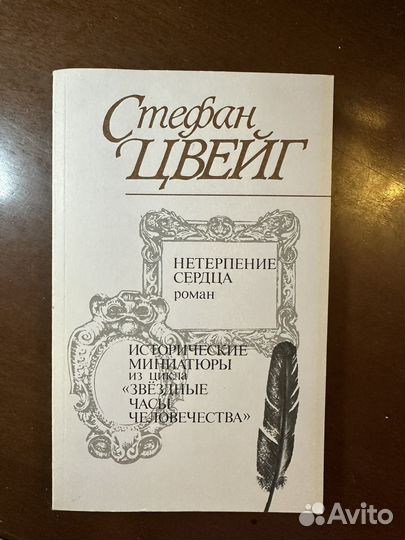 Стефан
ЦВЕЙГ
НЕТЕРПЕНИЕ
СЕРДЦА
роман
ИСТОРИЧЕСКИЕ
МИНИАТЮРЫ
из цикла
«ЗВЁЗДНЫЕ
ЧАСЫ
ЧЕЛОВЕЧЕСТВА»
Avito